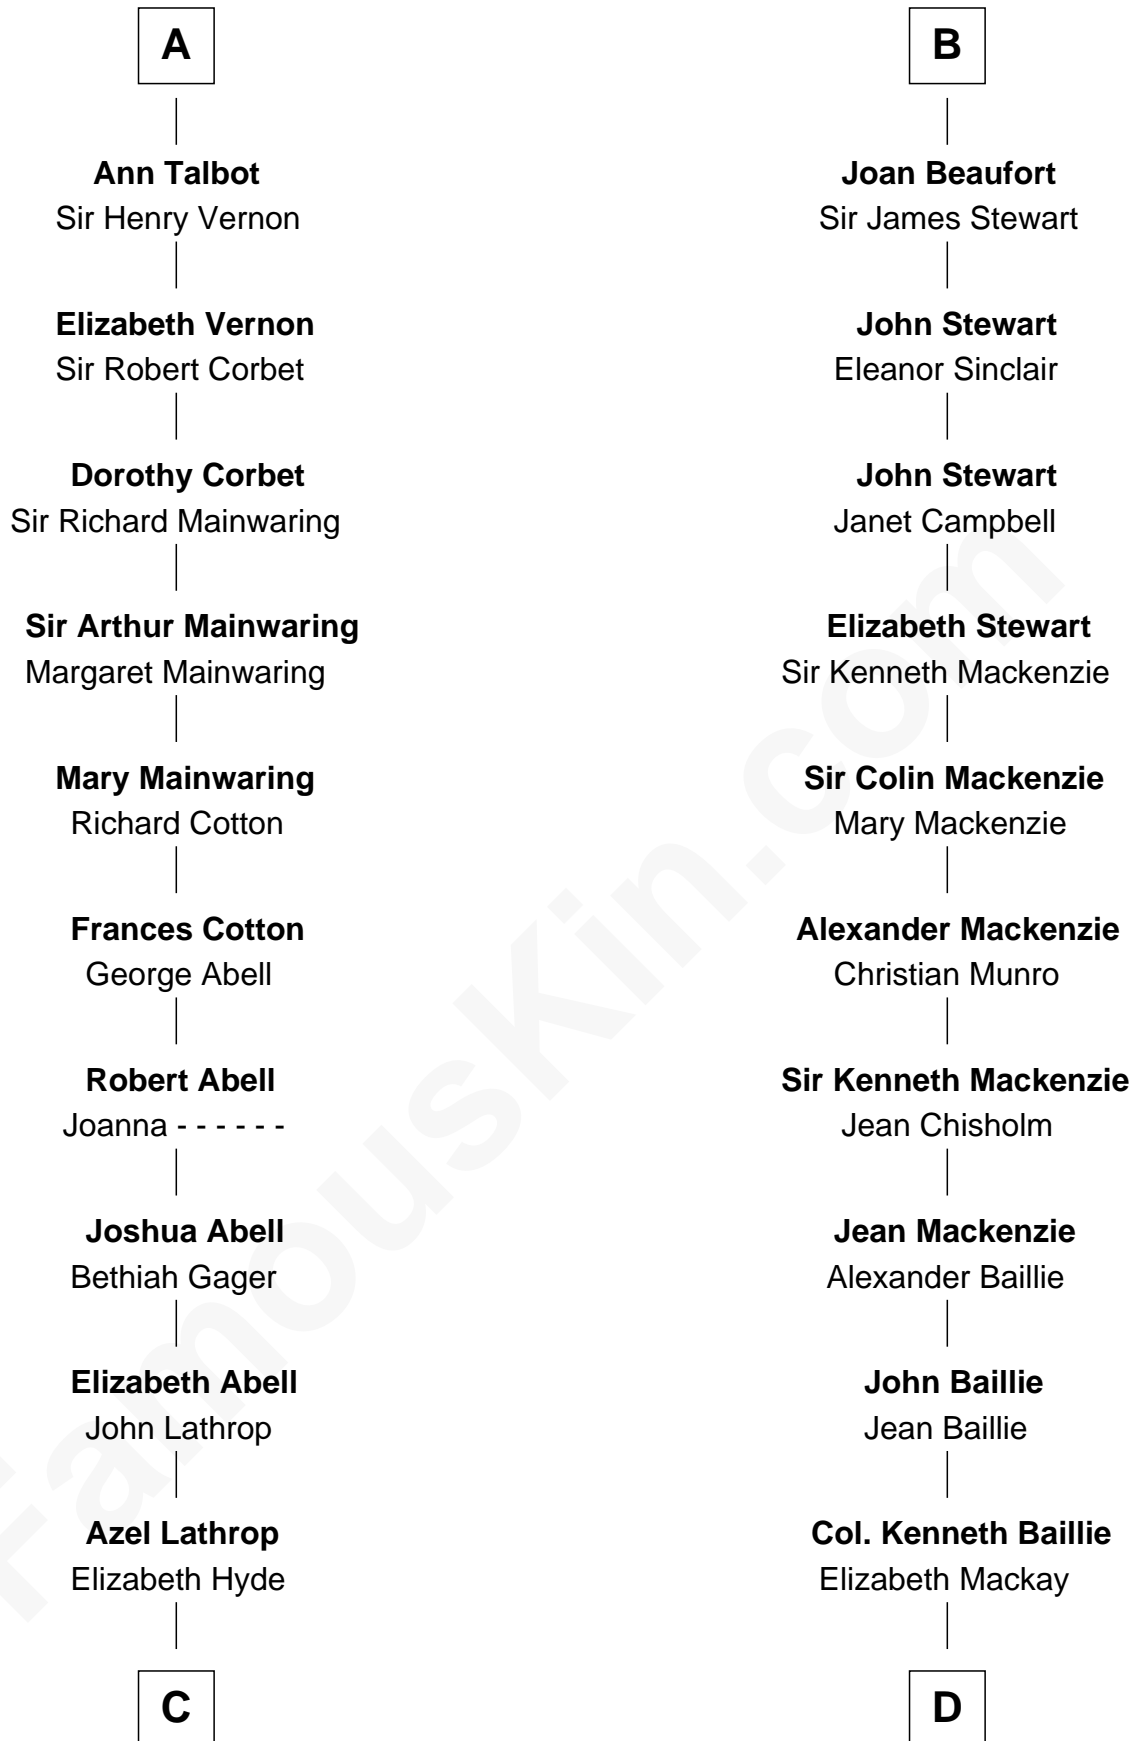 A
Ann Talbot
Sir Henry Vernon
Elizabeth Vernon
Sir Robert Corbet
Dorothy Corbet
Sir Richard Mainwaring
Sir Arthur Mainwaring
Margaret Mainwaring
Mary Mainwaring
Richard Cotton
Frances Cotton
George Abell
Robert Abell
Joanna - - - - - -
Joshua Abell
Bethiah Gager
Elizabeth Abell
John Lathrop
Azel Lathrop
Elizabeth Hyde
C
B
Joan Beaufort
Sir James Stewart
John Stewart
Eleanor Sinclair
John Stewart
Janet Campbell
Elizabeth Stewart
Sir Kenneth Mackenzie
Sir Colin Mackenzie
Mary Mackenzie
Alexander Mackenzie
Christian Munro
Sir Kenneth Mackenzie
Jean Chisholm
Jean Mackenzie
Alexander Baillie
John Baillie
Jean Baillie
Col. Kenneth Baillie
Elizabeth Mackay
D
FamousKin.com